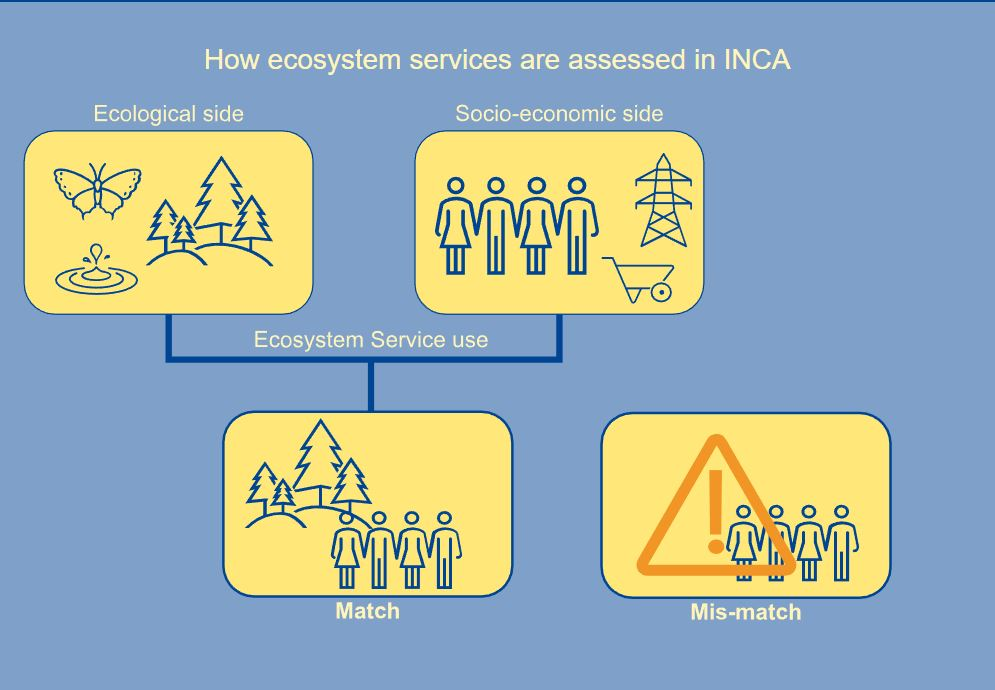 How ecosystem services are assessed in INCA
Ecological side
Socio-economic side
Ecosystem Service use
Match
Mis-match